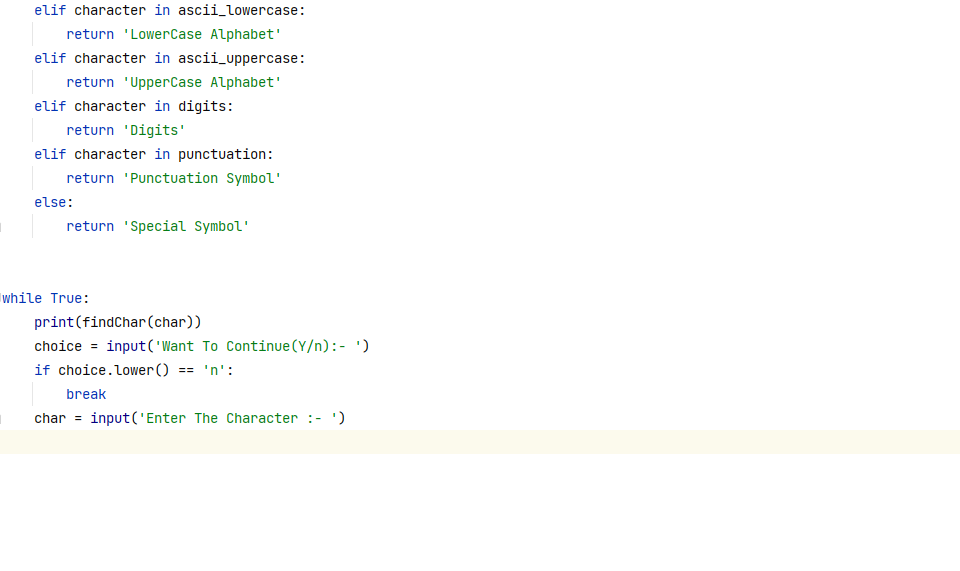 elif character in ascii_lowercase:
return 'LowerCase Alphabet'
elif character in ascii_uppercase:
return 'UpperCase Alphabet'
elif character in digits:
return 'Digits'
elif character in punctuation:
return 'Punctuation Symbol'
else:
return 'Special Symbol'
while True:
print(findChar(char))
choice = input('Want To Continue(Y/n):- ')
if choice.lower() == 'n':
break
char = input('Enter The Character :- ')